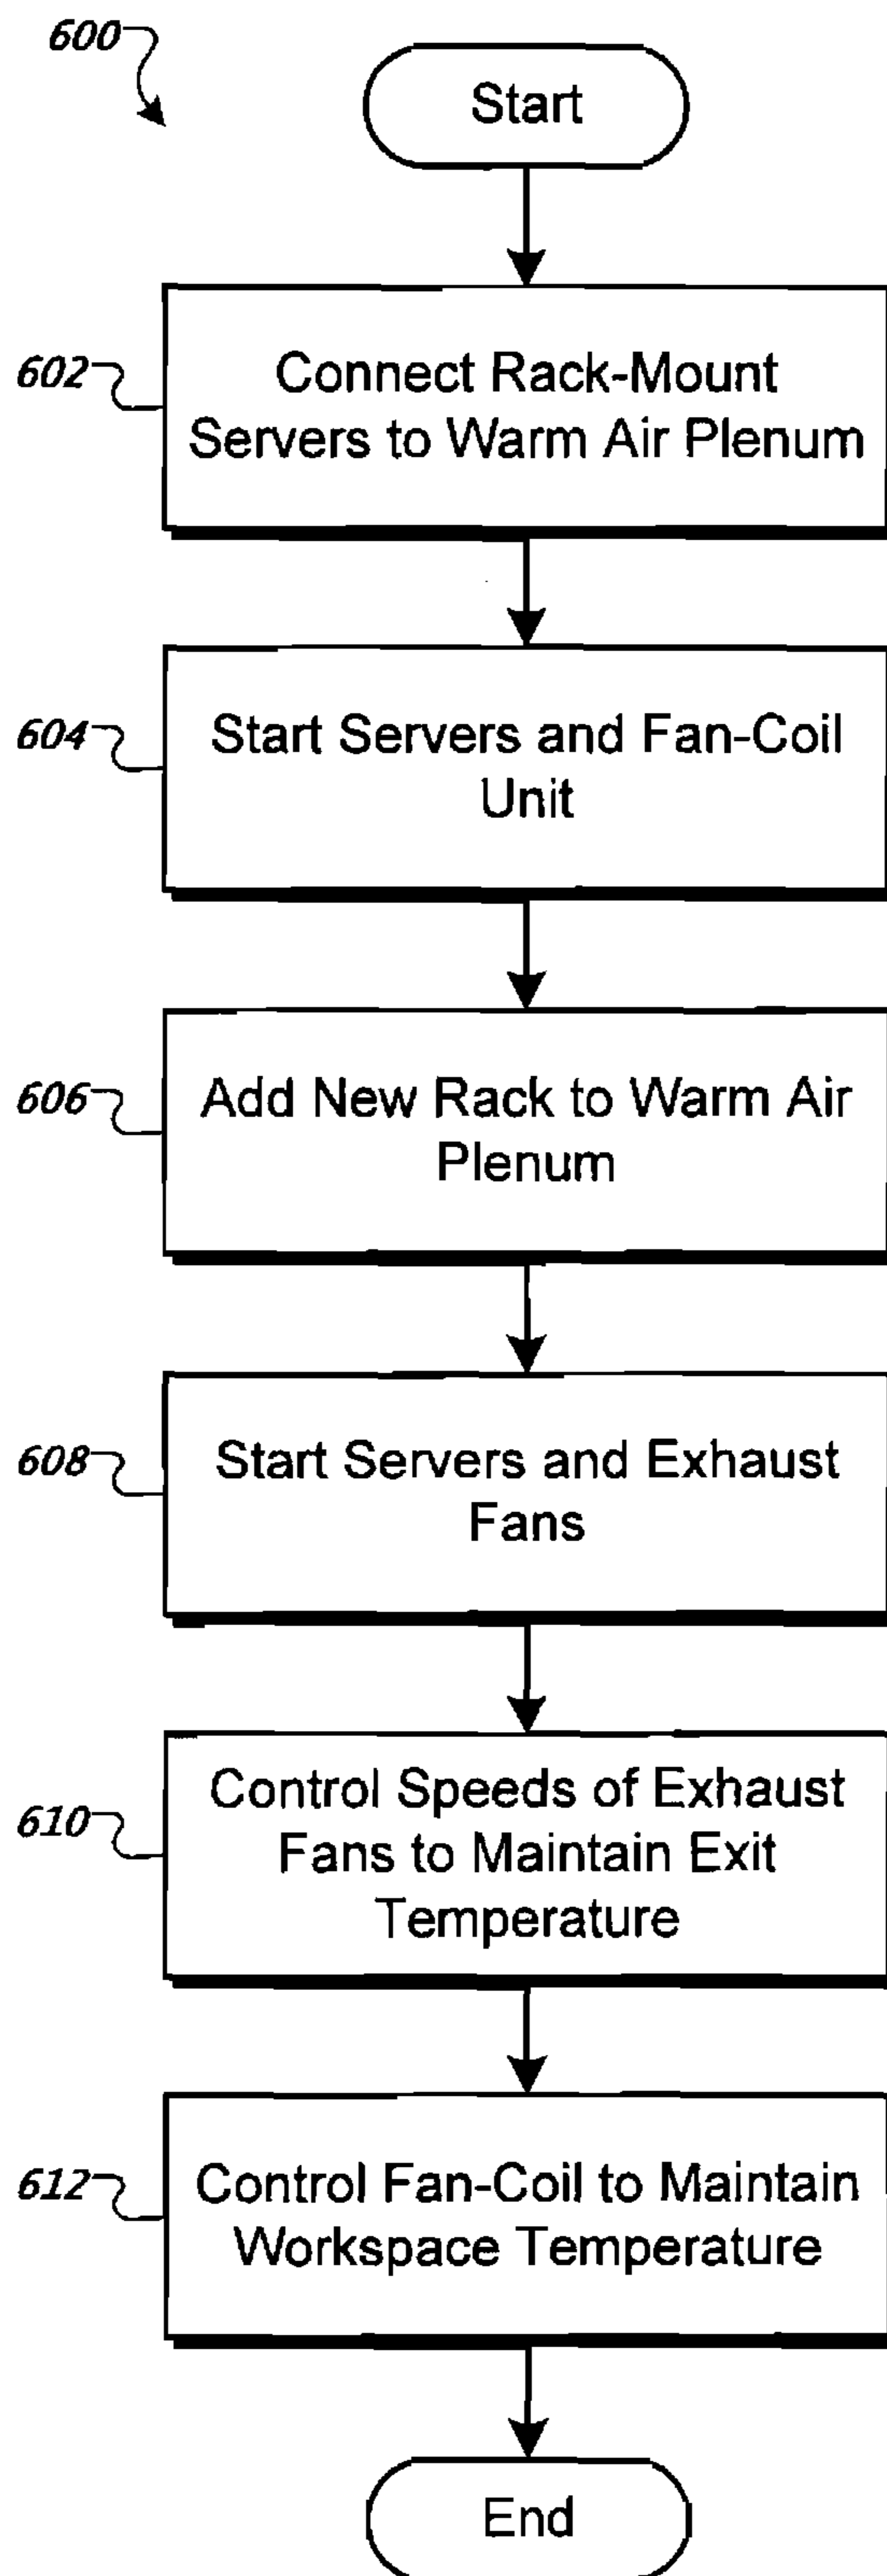 600
Start
602
Connect Rack-Mount
Servers to Warm Air Plenum
604
Start Servers and Fan-Coil
Unit
606
Add New Rack to Warm Air
Plenum
608
Start Servers and Exhaust
Fans
610
Control Speeds of Exhaust
Fans to Maintain Exit
Temperature
612
Control Fan-Coil to Maintain
Workspace Temperature
End